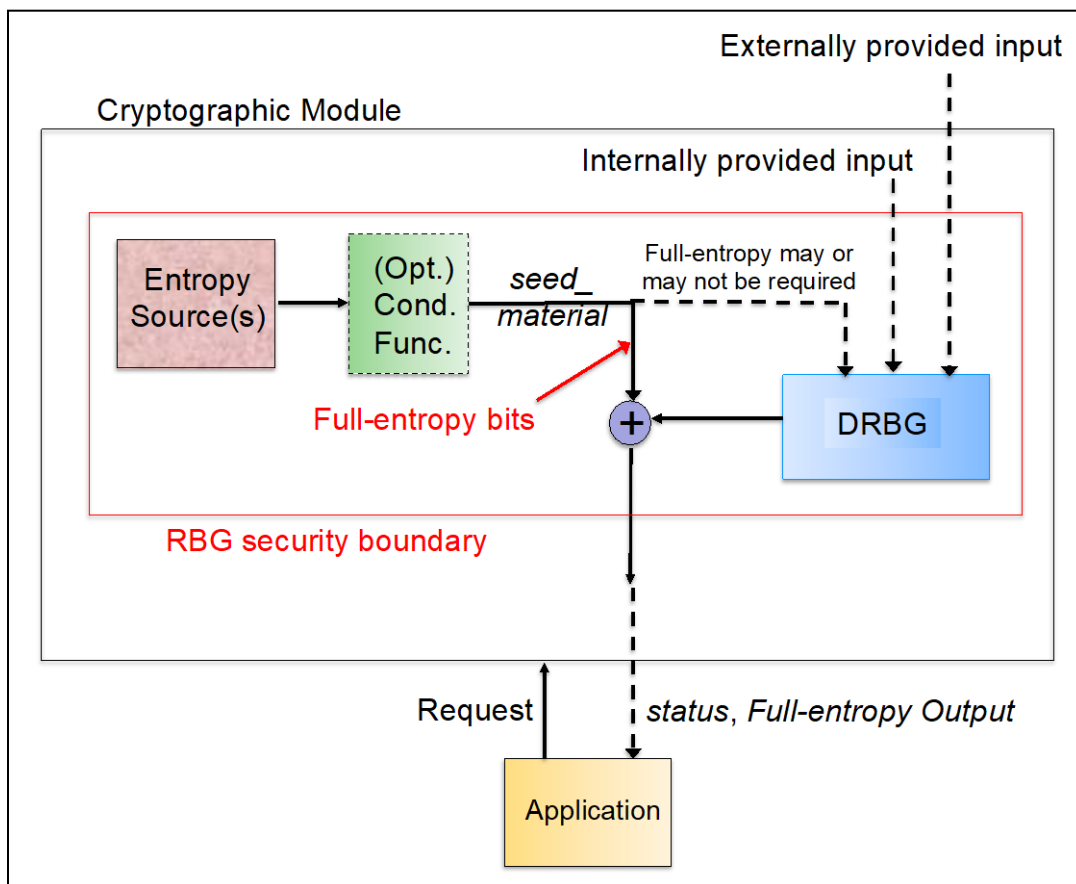 Externally provided input
Cryptographic Module
Internally provided input
Entropy
Source(s)
(Opt.)
Cond.
Func.
seed_
material
Full-entropy may or
may not be required
Full-entropy bits
+
DRBG
RBG security boundary
Request
status, Full-entropy Output
Application